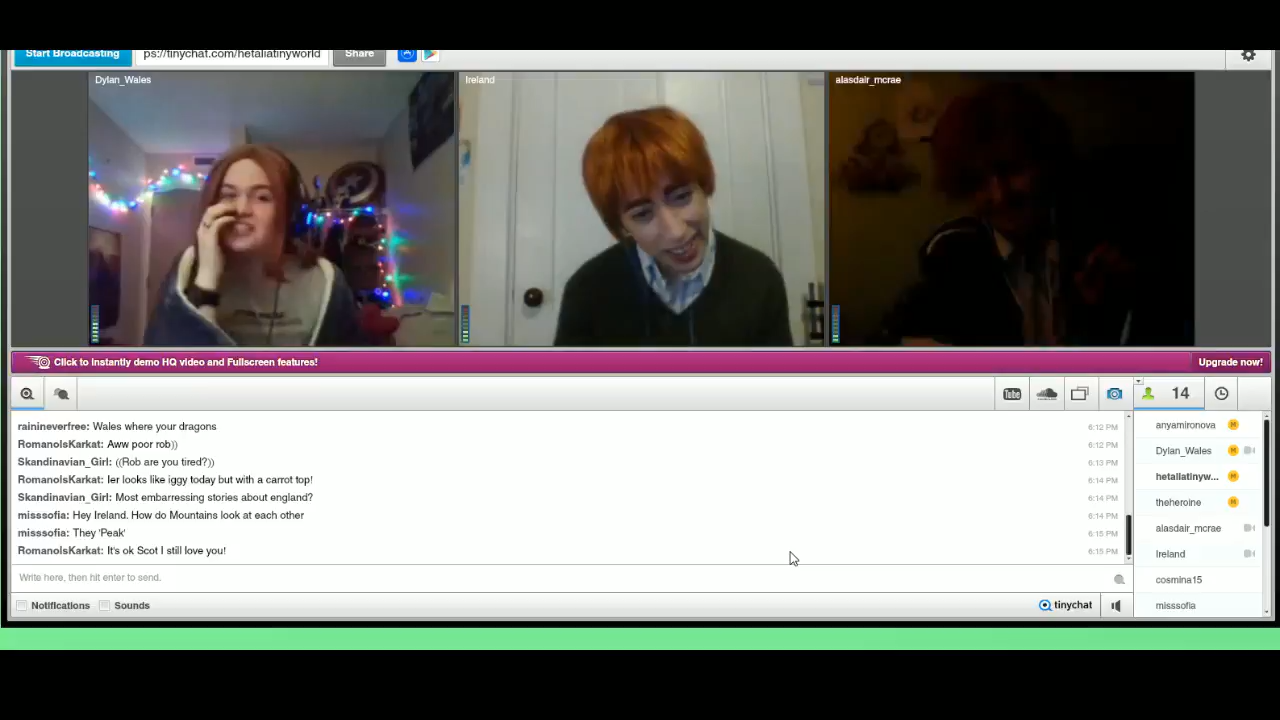 Start Broadcasting ps://tinychat.com/hetaliatinyworld Share
Dylan_Wales Ireland alasdair_mcrae
Click to instantly demo HQ video and Fullscreen features! Upgrade now!
You Tube 14
rainineverfree: Wales where your dragons 6:12 PM
RomanoIsKarkat: Aww poor rob)) 6:12 PM
Skandinavian_Girl: ((Rob are you tired?)) 6:13 PM
RomanoIsKarkat: Ier looks like iggy today but with a carrot top! 6:14 PM
Skandinavian_Girl: Most embarressing stories about england? 6:14 PM
misssofia: Hey Ireland. How do Mountains look at each other 6:14 PM
misssofia: They 'Peak' 6:15 PM
RomanoIsKarkat: It's ok Scot I still love you! 6:15 PM
anyamironova M
Dylan_Wales M
hetaliatinyw... M
theheroine M
alasdair_mcrae
Ireland
cosmina15
misssofia
Write here, then hit enter to send.
Notifications Sounds tinychat